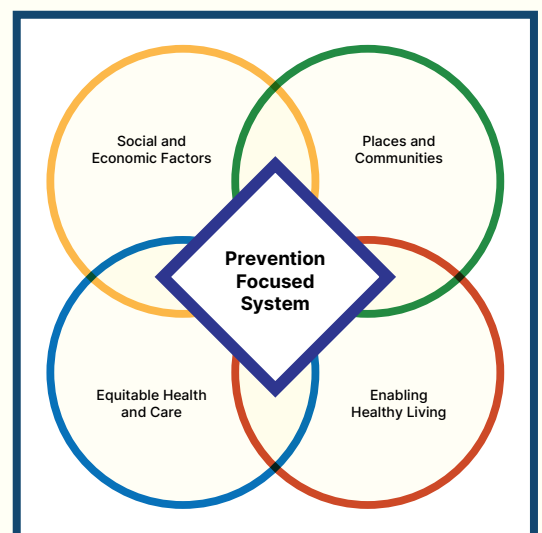 Social and
Economic Factors
Places and
Communities
Prevention
Focused
System
Equitable Health
and Care
Enabling
Healthy Living